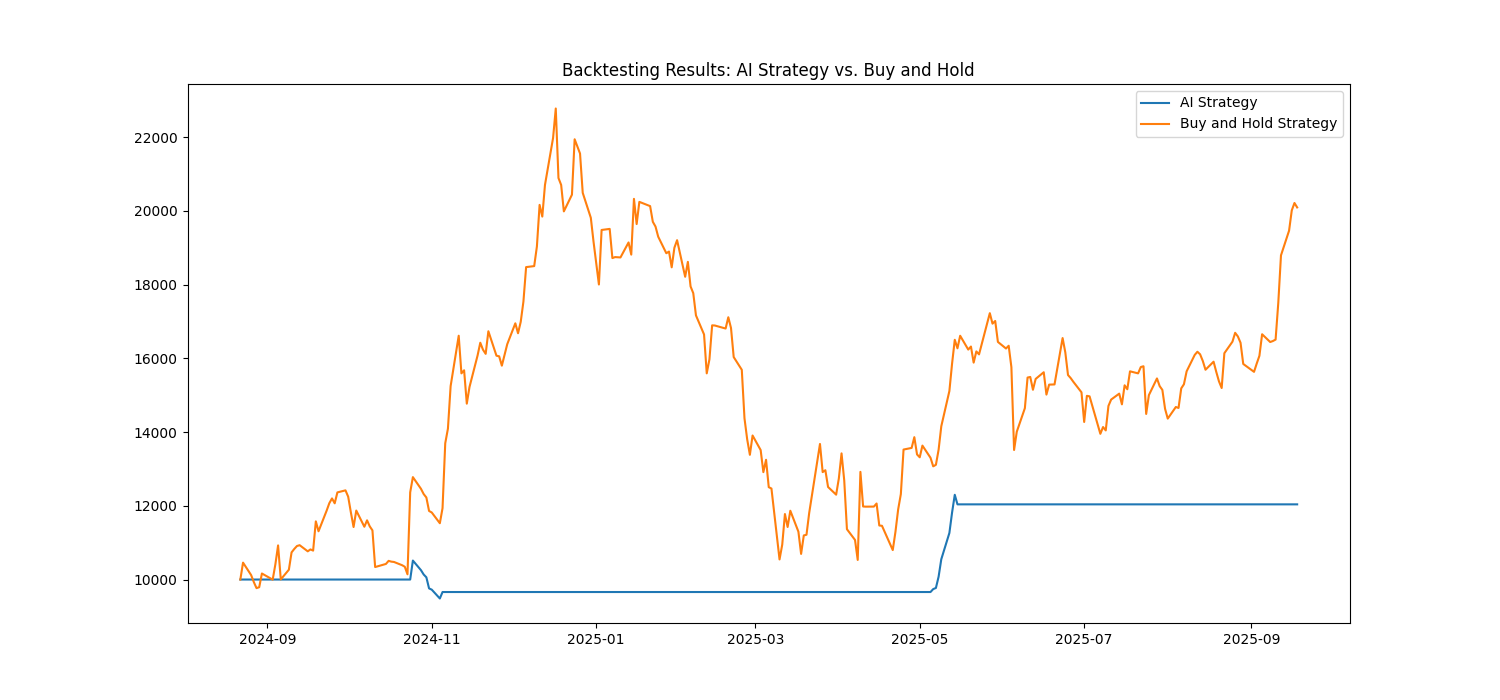 Backtesting Results: AI Strategy vs. Buy and Hold
AI Strategy
Buy and Hold Strategy
22000
20000
18000
16000
14000
12000
10000
2024-09 2024-11 2025-01 2025-03 2025-05 2025-07 2025-09